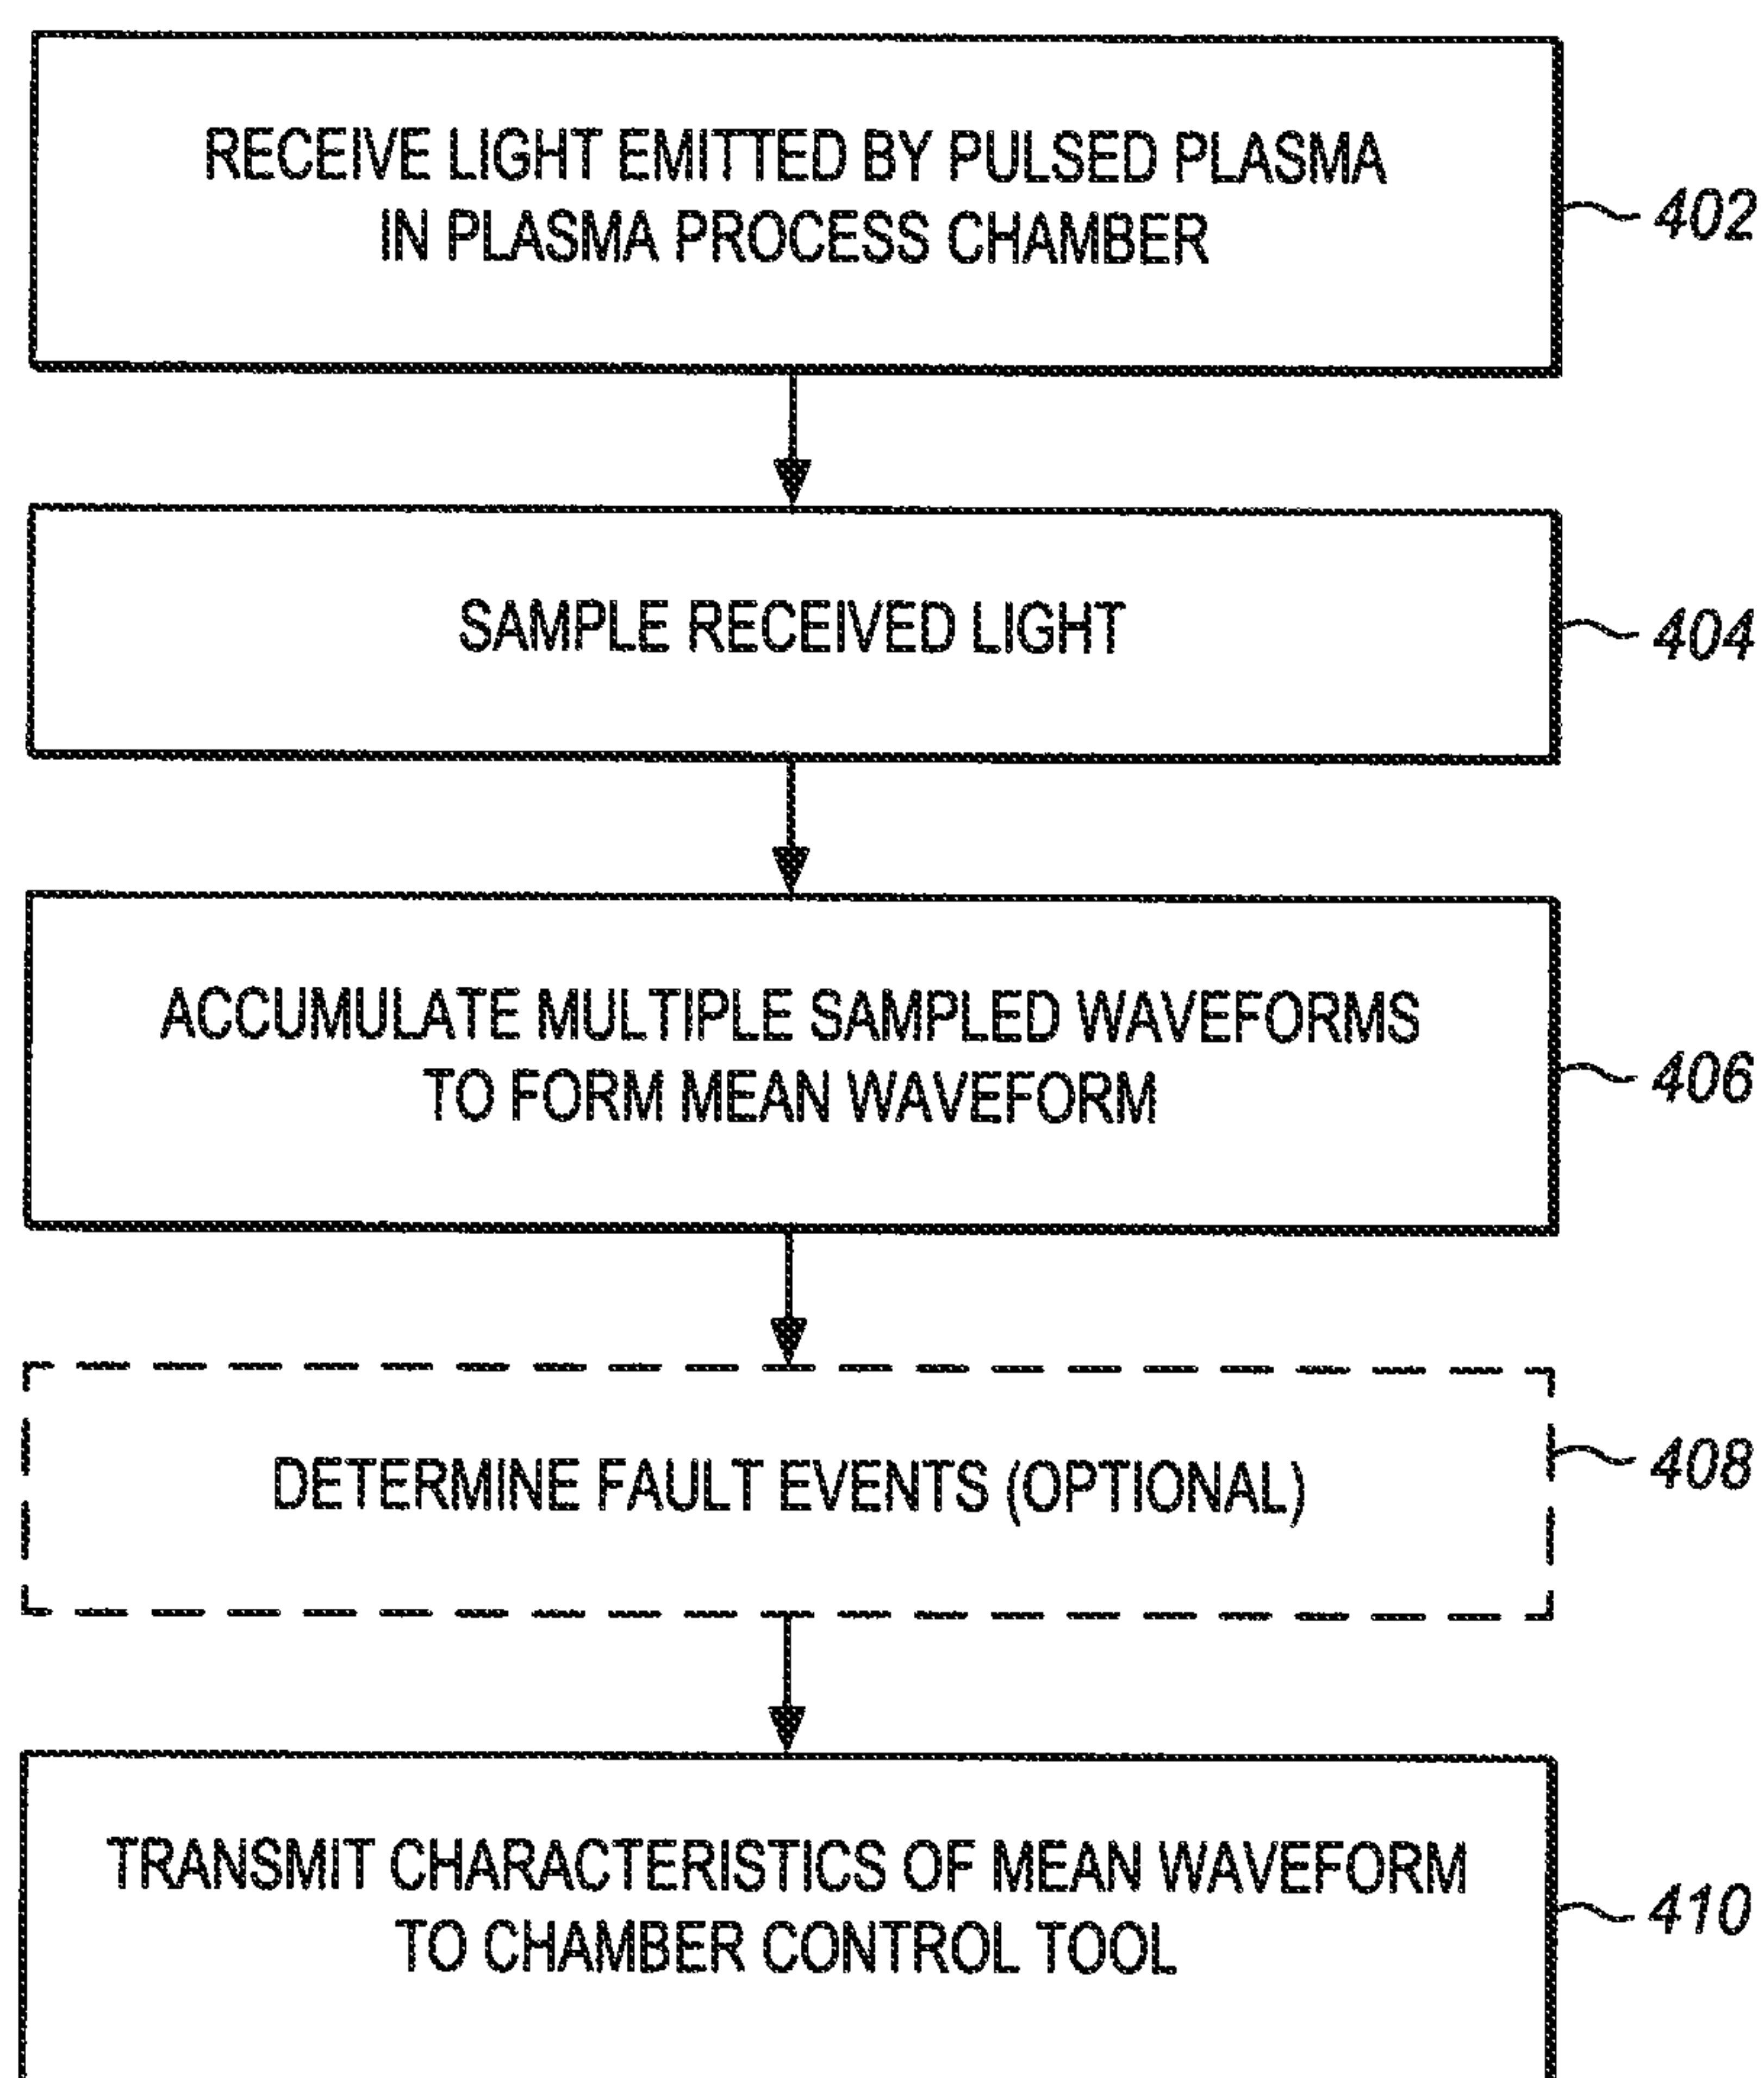 RECEIVE LIGHT EMITTED BY PULSED PLASMA
IN PLASMA PROCESS CHAMBER
402
SAMPLE RECEIVED LIGHT
404
ACCUMULATE MULTIPLE SAMPLED WAVEFORMS
TO FORM MEAN WAVEFORM
406
DETERMINE FAULT EVENTS (OPTIONAL)
408
TRANSMIT CHARACTERISTICS OF MEAN WAVEFORM
TO CHAMBER CONTROL TOOL
410